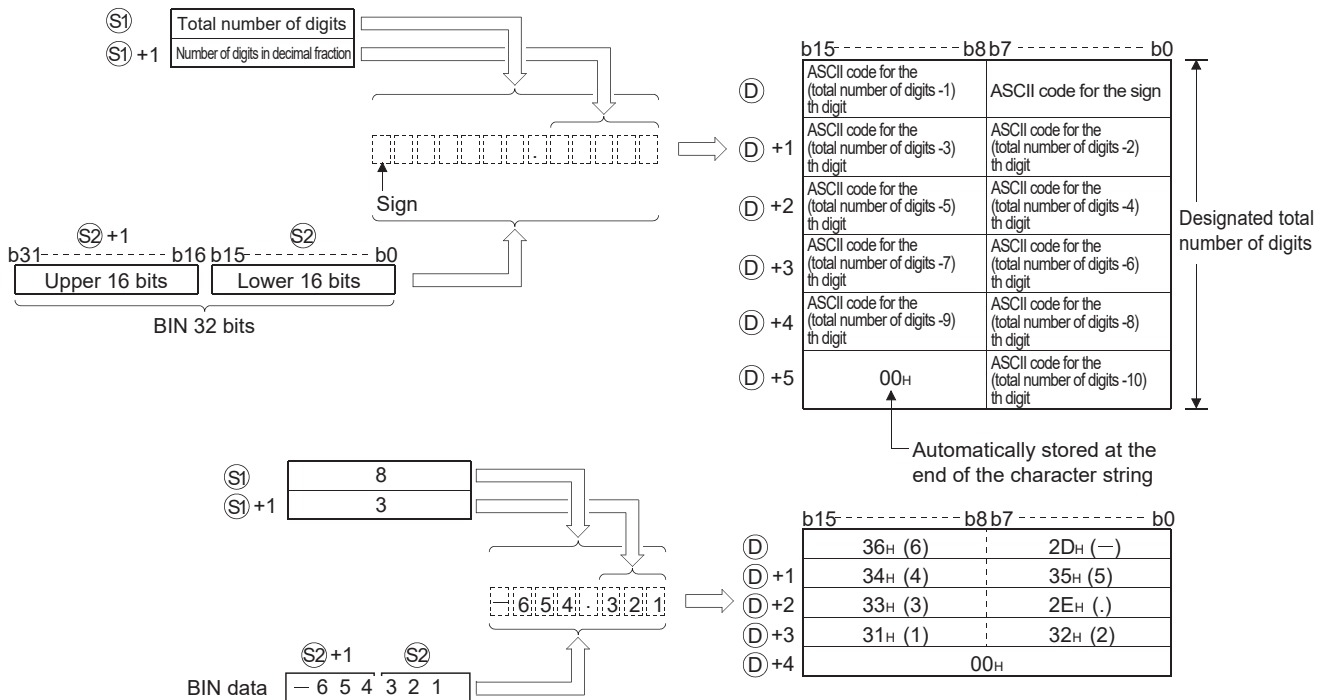 S1 Total number of digits
S1 +1 Number of digits in decimal fraction
Sign
S2 +1 S2
b31 b16 b15 b0
Upper 16 bits Lower 16 bits
BIN 32 bits
b15 b8 b7 b0
D
ASCII code for the
(total number of digits -1)
th digit
ASCII code for the sign
D +1
ASCII code for the
(total number of digits -3)
th digit
ASCII code for the
(total number of digits -2)
th digit
D +2
ASCII code for the
(total number of digits -5)
th digit
ASCII code for the
(total number of digits -4)
th digit
D +3
ASCII code for the
(total number of digits -7)
th digit
ASCII code for the
(total number of digits -6)
th digit
D +4
ASCII code for the
(total number of digits -9)
th digit
ASCII code for the
(total number of digits -8)
th digit
D +5
00H
ASCII code for the
(total number of digits -10)
th digit
Designated total
number of digits
Automatically stored at the
end of the character string
S1 8
S1 +1 3
− 6 5 4 . 3 2 1
S2 +1 S2
BIN data − 6 5 4 3 2 1
b15 b8 b7 b0
D 36H (6) 2DH (−)
D +1 34H (4) 35H (5)
D +2 33H (3) 2EH (.)
D +3 31H (1) 32H (2)
D +4 00H